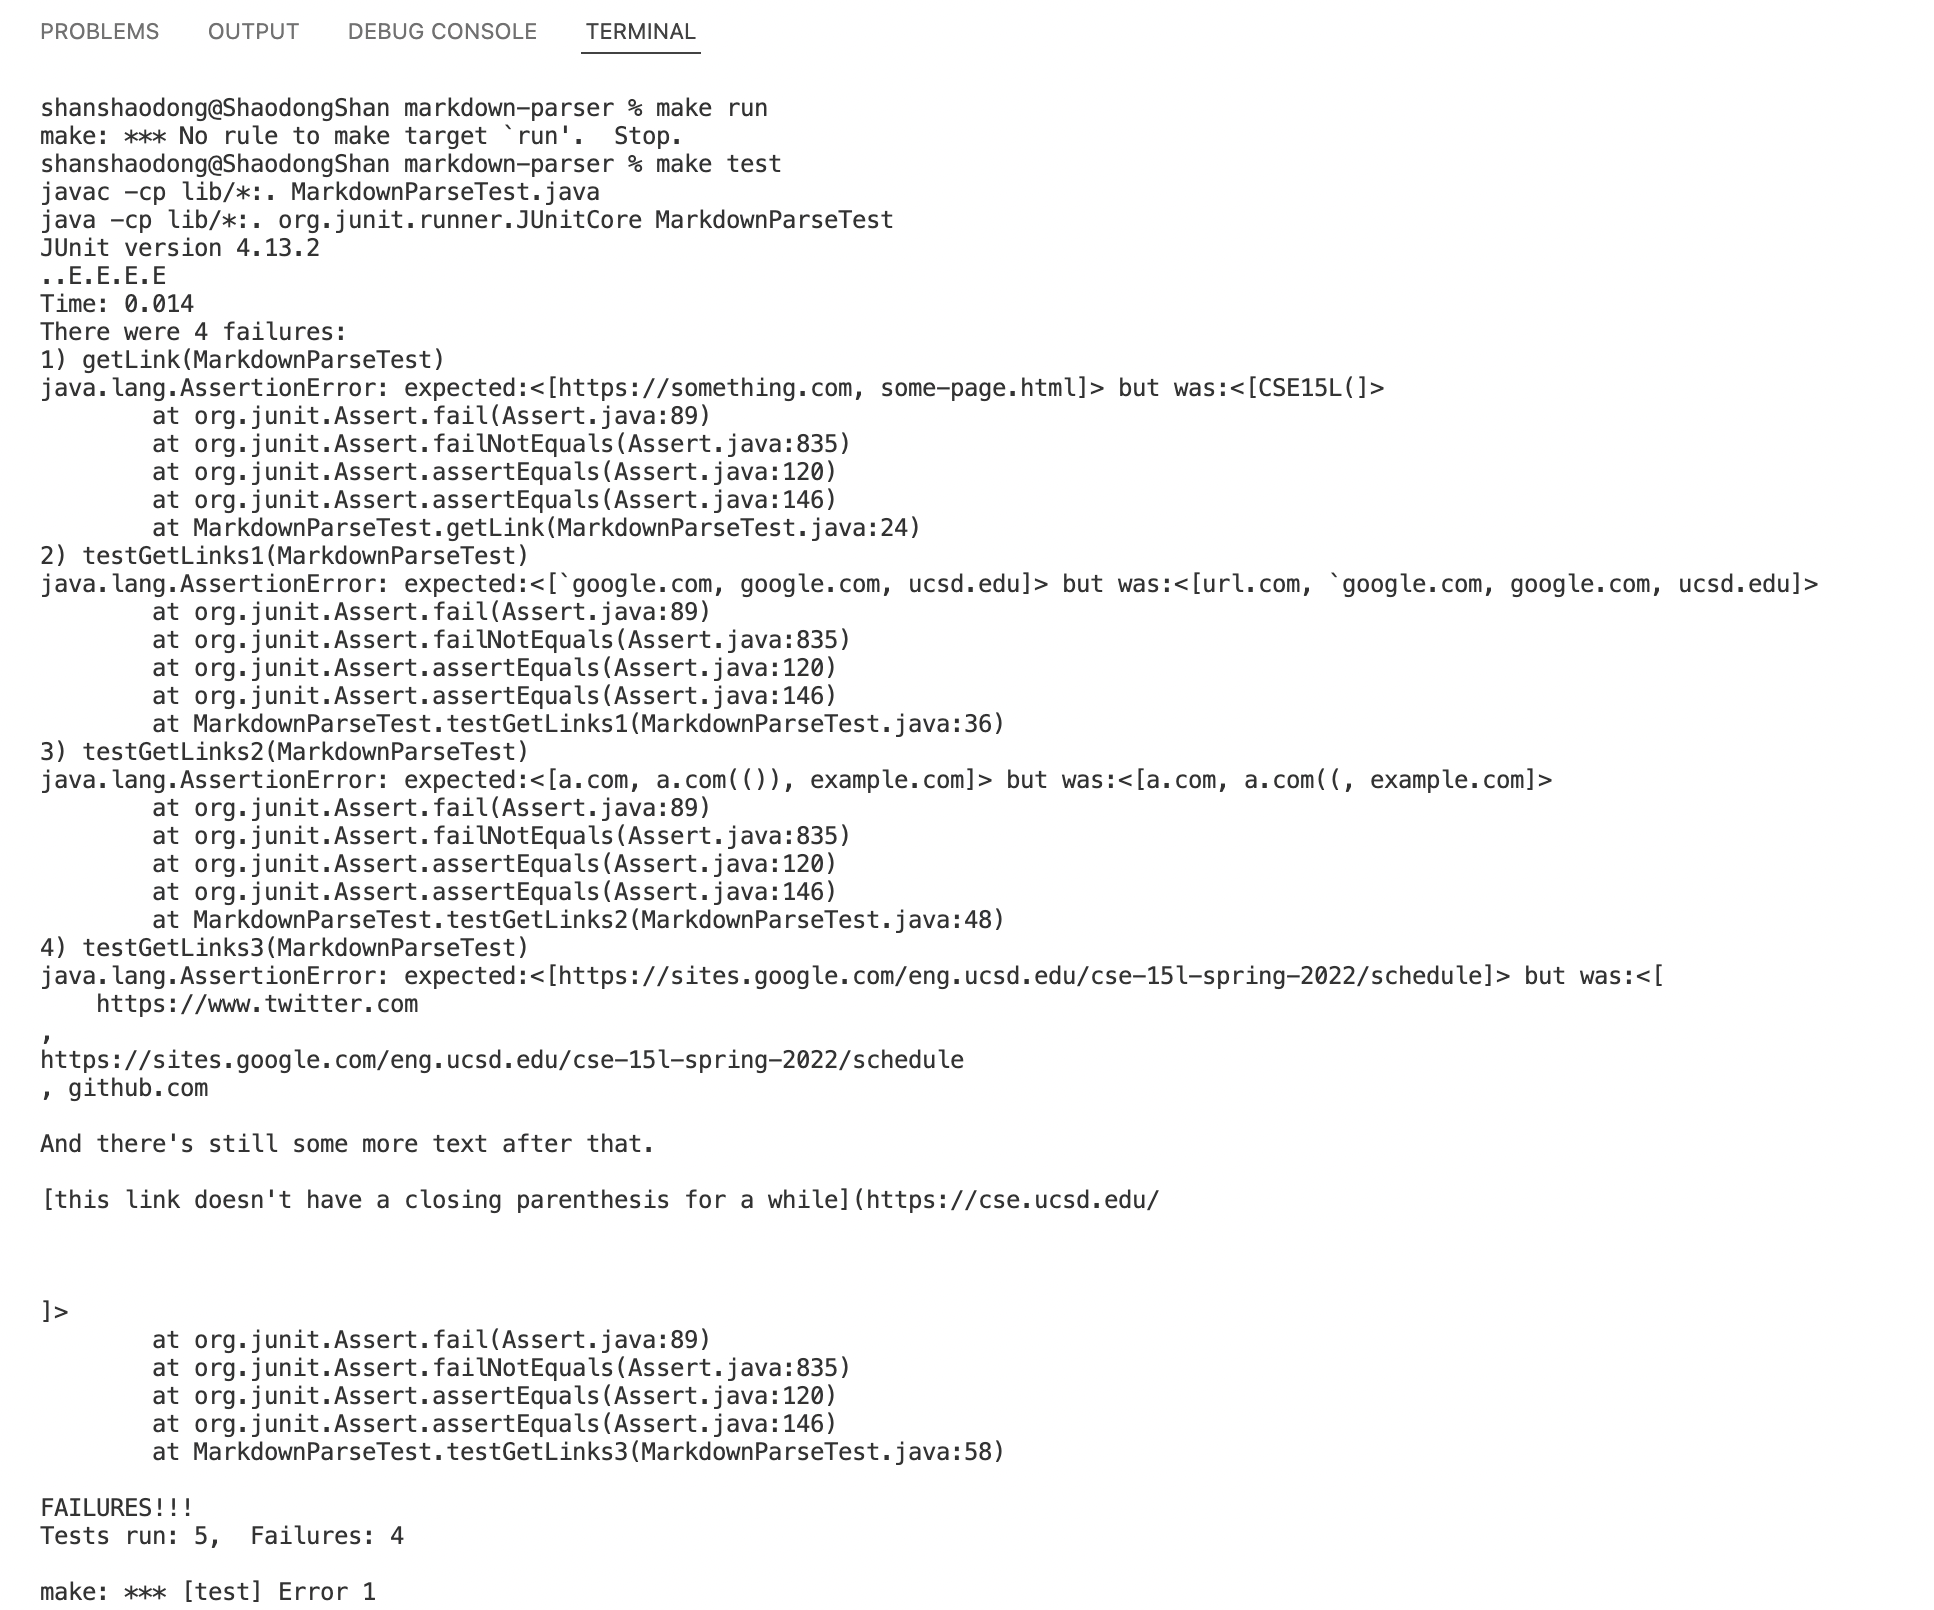 PROBLEMS OUTPUT DEBUG CONSOLE TERMINAL
shanshaodong@ShaodongShan markdown-parser % make run
make: *** No rule to make target `run'.  Stop.
shanshaodong@ShaodongShan markdown-parser % make test
javac -cp lib/*:. MarkdownParseTest.java
java -cp lib/*:. org.junit.runner.JUnitCore MarkdownParseTest
JUnit version 4.13.2
..E.E.E.E
Time: 0.014
There were 4 failures:
1) getLink(MarkdownParseTest)
java.lang.AssertionError: expected:<[https://something.com, some-page.html]> but was:<[CSE15L(]>
        at org.junit.Assert.fail(Assert.java:89)
        at org.junit.Assert.failNotEquals(Assert.java:835)
        at org.junit.Assert.assertEquals(Assert.java:120)
        at org.junit.Assert.assertEquals(Assert.java:146)
        at MarkdownParseTest.getLink(MarkdownParseTest.java:24)
2) testGetLinks1(MarkdownParseTest)
java.lang.AssertionError: expected:<[`google.com, google.com, ucsd.edu]> but was:<[url.com, `google.com, google.com, ucsd.edu]>
        at org.junit.Assert.fail(Assert.java:89)
        at org.junit.Assert.failNotEquals(Assert.java:835)
        at org.junit.Assert.assertEquals(Assert.java:120)
        at org.junit.Assert.assertEquals(Assert.java:146)
        at MarkdownParseTest.testGetLinks1(MarkdownParseTest.java:36)
3) testGetLinks2(MarkdownParseTest)
java.lang.AssertionError: expected:<[a.com, a.com(()), example.com]> but was:<[a.com, a.com((, example.com]>
        at org.junit.Assert.fail(Assert.java:89)
        at org.junit.Assert.failNotEquals(Assert.java:835)
        at org.junit.Assert.assertEquals(Assert.java:120)
        at org.junit.Assert.assertEquals(Assert.java:146)
        at MarkdownParseTest.testGetLinks2(MarkdownParseTest.java:48)
4) testGetLinks3(MarkdownParseTest)
java.lang.AssertionError: expected:<[https://sites.google.com/eng.ucsd.edu/cse-15l-spring-2022/schedule]> but was:<[
    https://www.twitter.com
,
https://sites.google.com/eng.ucsd.edu/cse-15l-spring-2022/schedule
, github.com

And there's still some more text after that.

[this link doesn't have a closing parenthesis for a while](https://cse.ucsd.edu/



]>
        at org.junit.Assert.fail(Assert.java:89)
        at org.junit.Assert.failNotEquals(Assert.java:835)
        at org.junit.Assert.assertEquals(Assert.java:120)
        at org.junit.Assert.assertEquals(Assert.java:146)
        at MarkdownParseTest.testGetLinks3(MarkdownParseTest.java:58)

FAILURES!!!
Tests run: 5,  Failures: 4

make: *** [test] Error 1